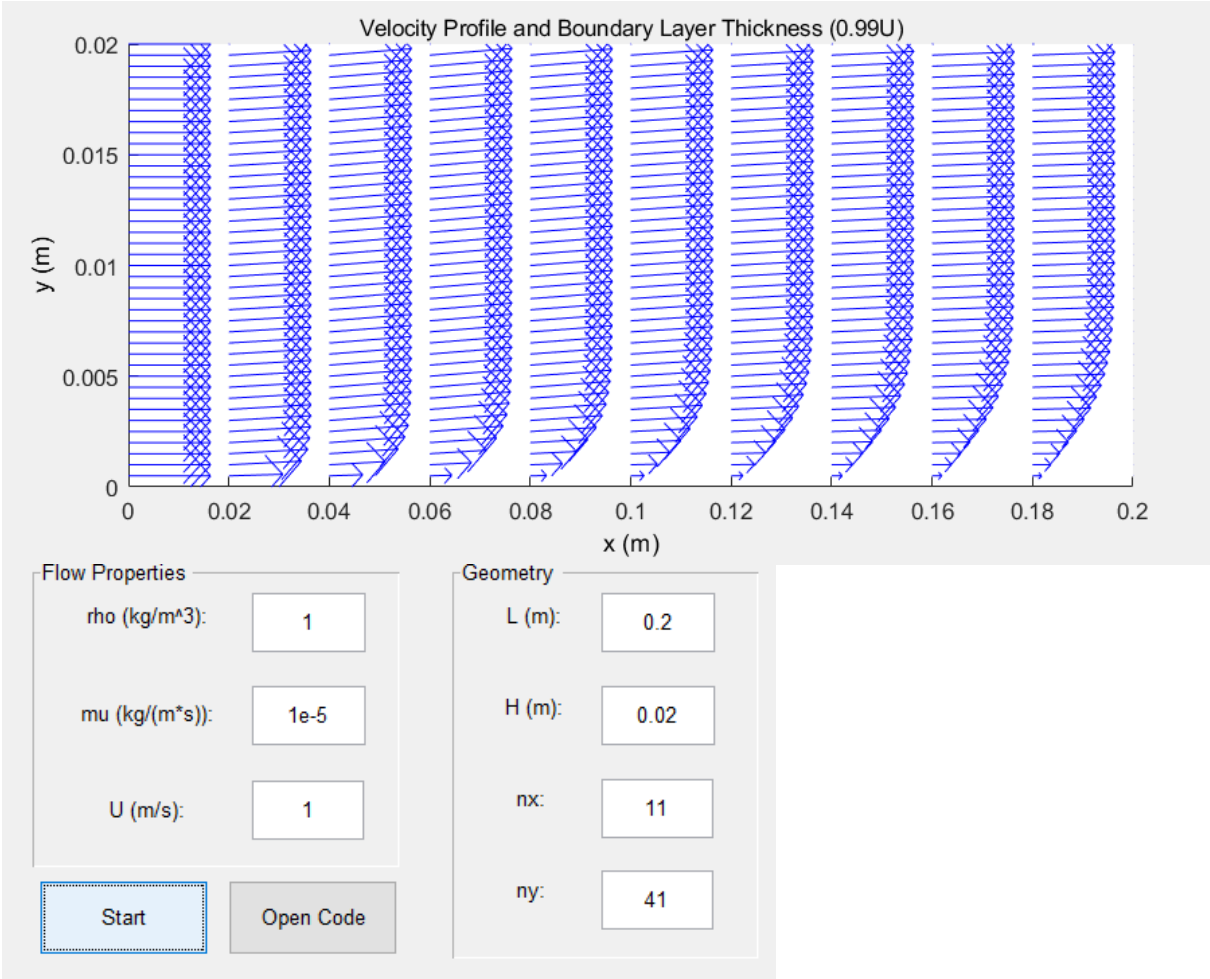 Velocity Profile and Boundary Layer Thickness (0.99U)
0.02
0.015
0.01
0.005
0
y (m)
0 0.02 0.04 0.06 0.08 0.1 0.12 0.14 0.16 0.18 0.2
x (m)
Flow Properties
rho (kg/m^3): 1
mu (kg/(m*s)): 1e-5
U (m/s): 1
Start Open Code
Geometry
L (m): 0.2
H (m): 0.02
nx: 11
ny: 41